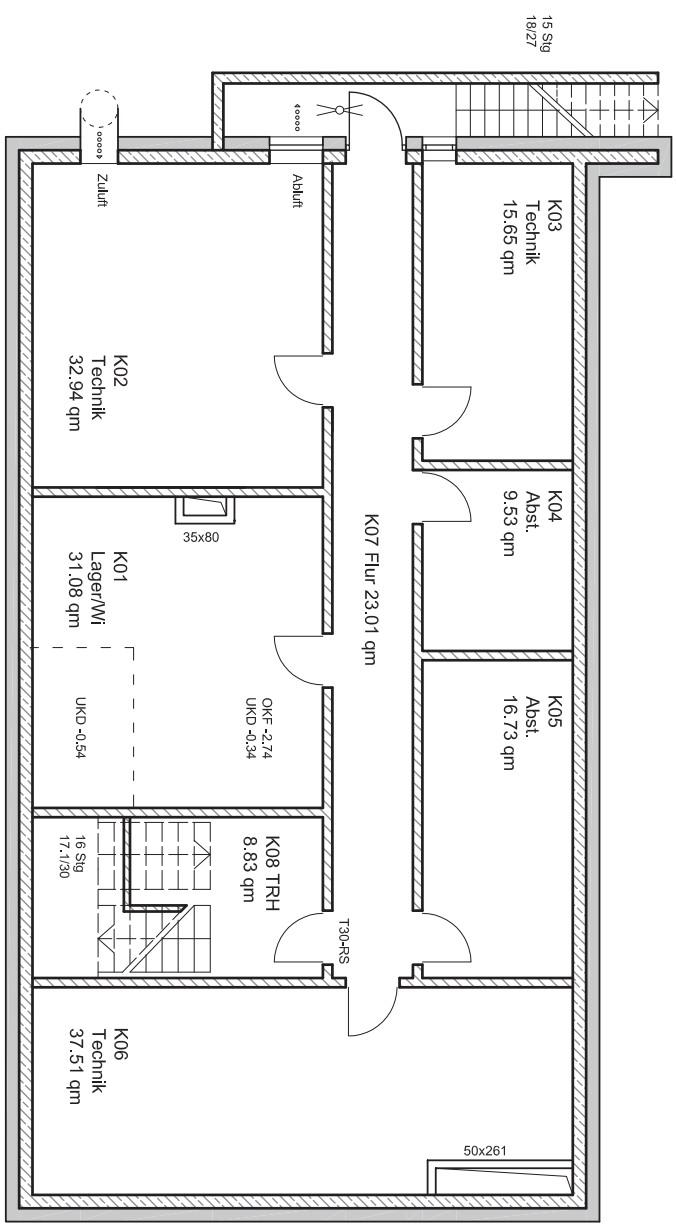 15 Stg
18/27
Zuluft
Abluft
K03
Technik
15.65 qm
K02
Technik
32.94 qm
K04
Abst.
9.53 qm
K07 Flur 23.01 qm
35x80
K01
Lager/Wi
31.08 qm
K05
Abst.
16.73 qm
OKF -2.74
UKD -0.34
UKD -0.54
K08 TRH
8.83 qm
16 Stg
17.1/30
T30-RS
K06
Technik
37.51 qm
50x261